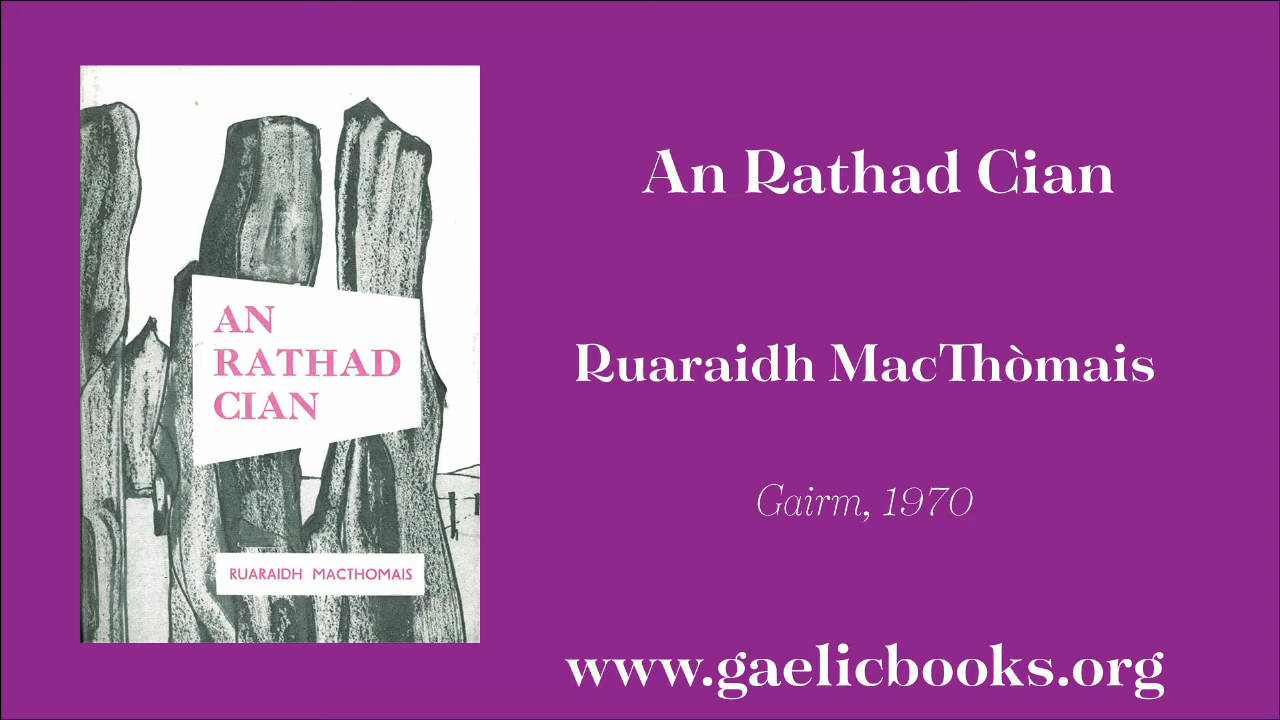 AN
RATHAD
CIAN
RUARAIDH MACTHOMAIS
An Rathad Cian
Ruaraidh MacThòmais
Gairm, 1970
www.gaelicbooks.org